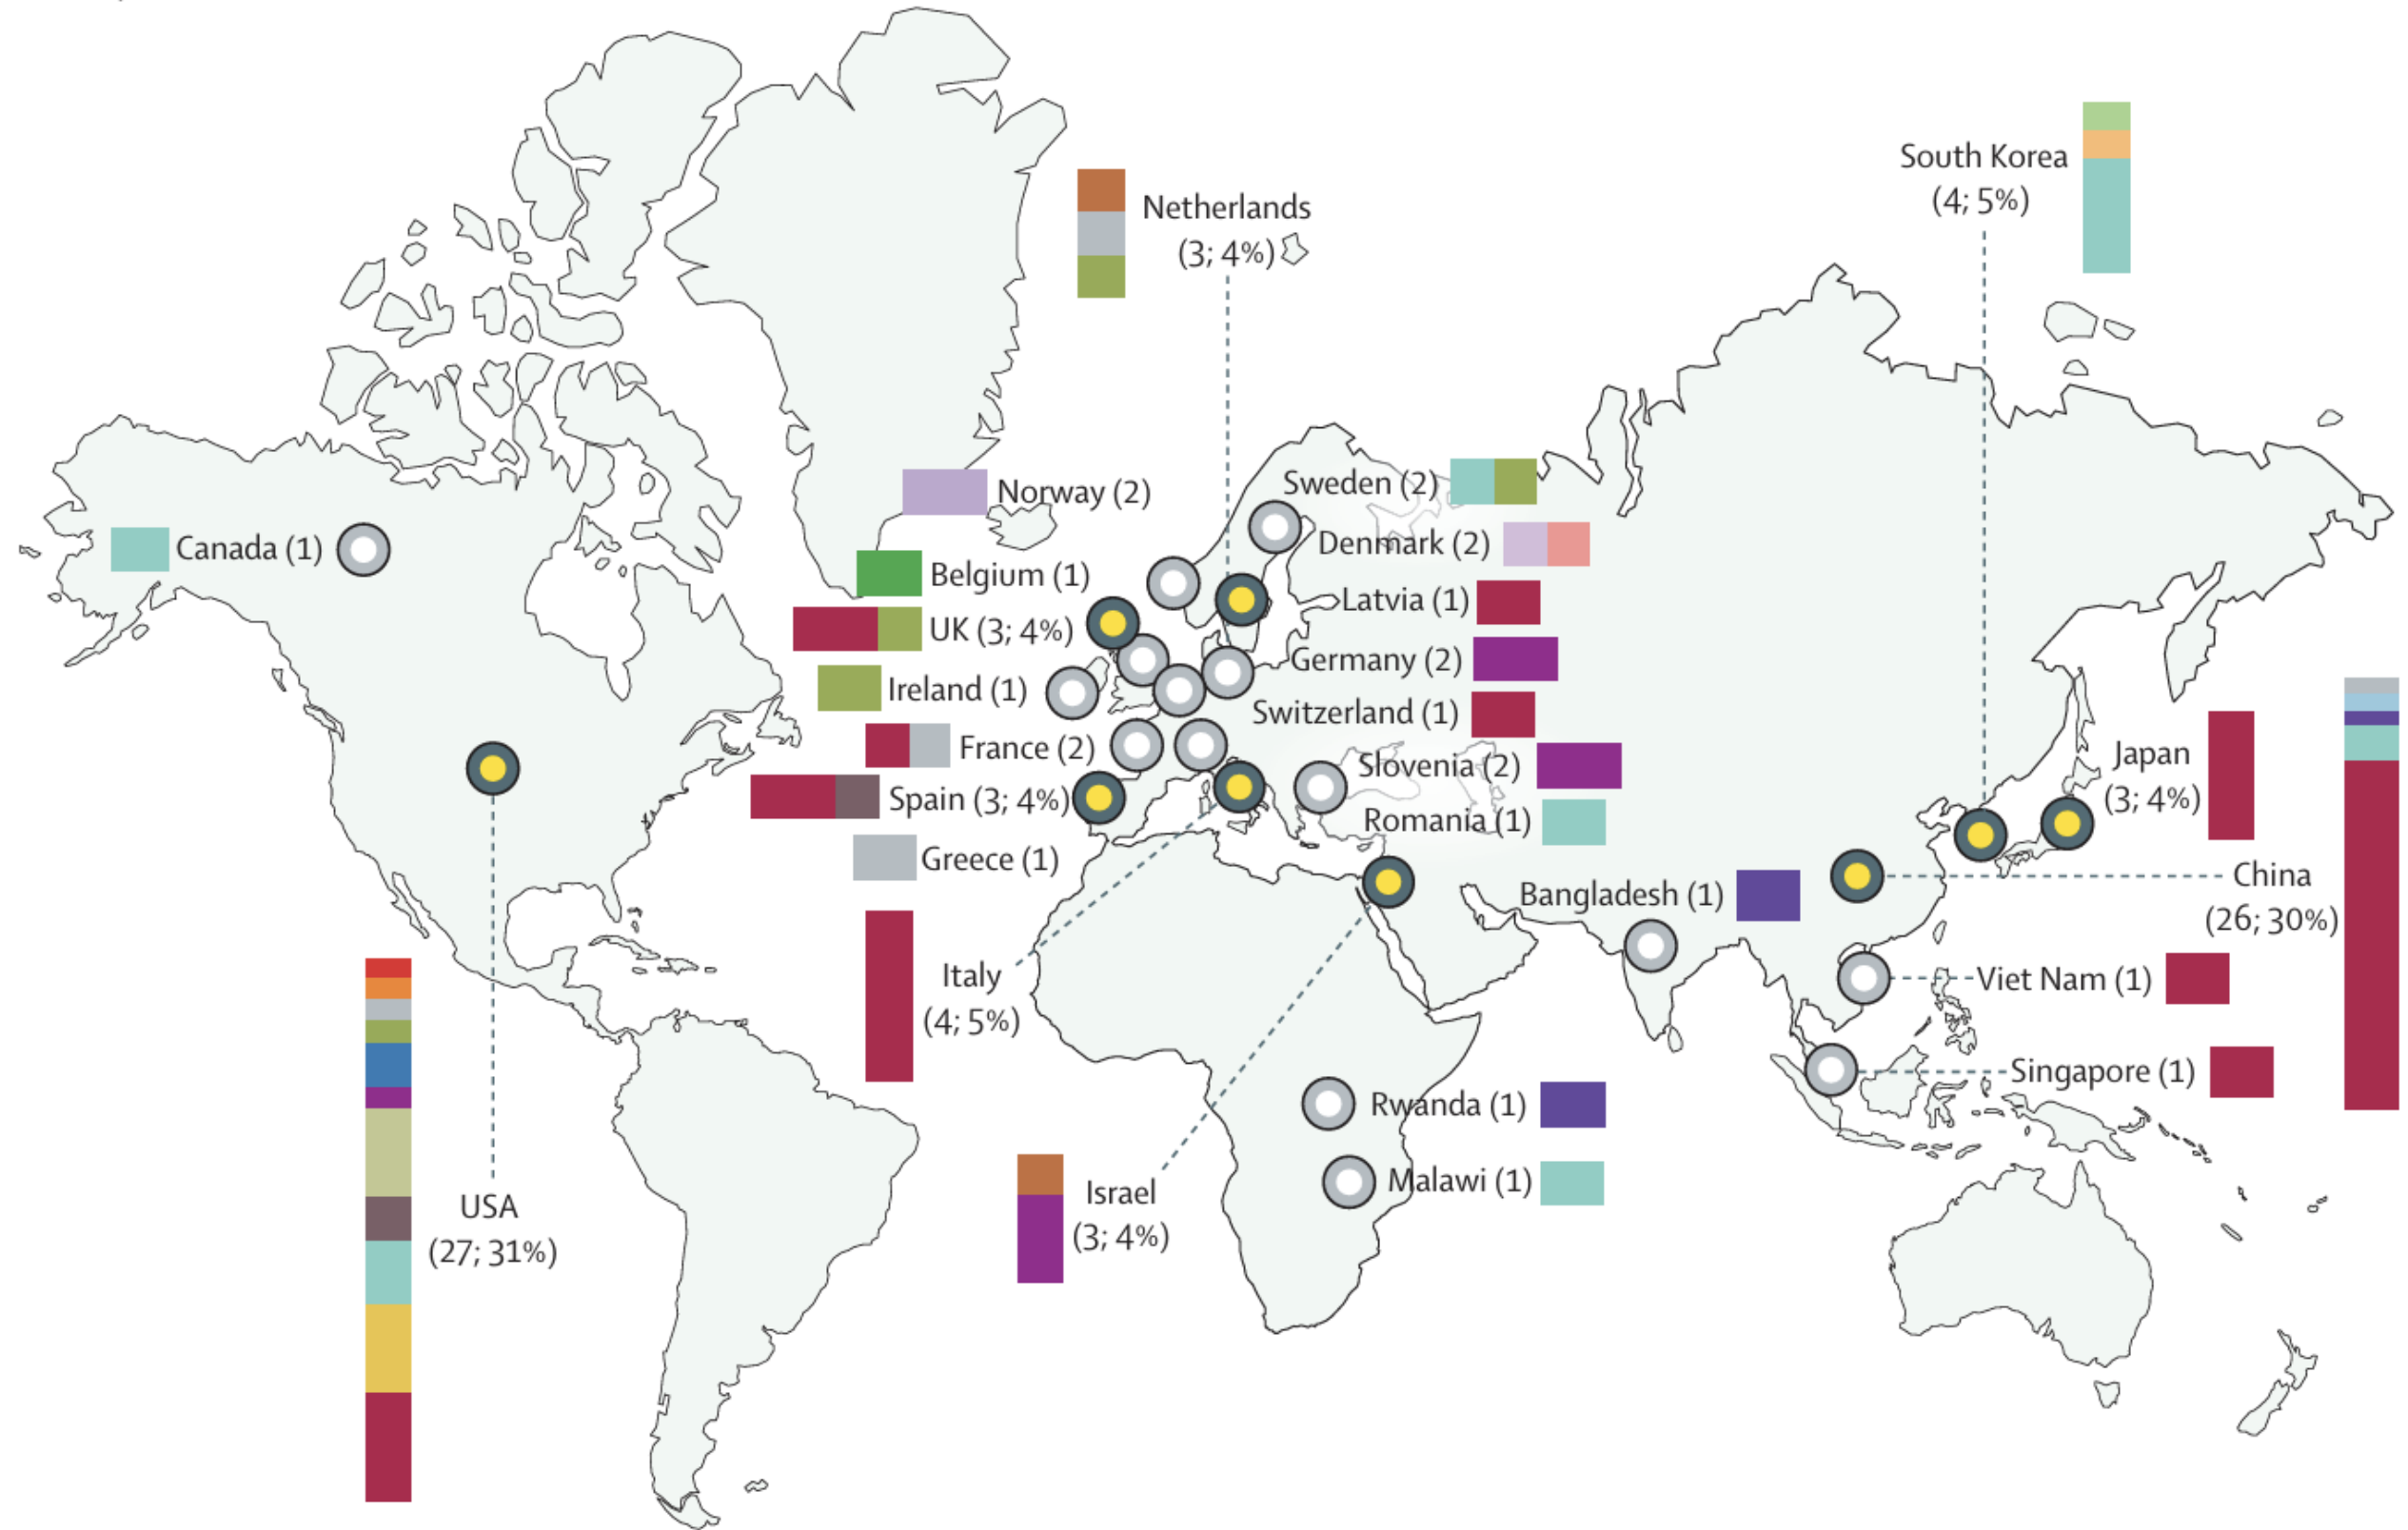 South Korea
(4; 5%)
Netherlands
(3; 4%)
Norway (2)
Sweden (2)
Canada (1)
Denmark (2)
Belgium (1)
Latvia (1)
UK (3; 4%)
Germany (2)
Ireland (1)
Switzerland (1)
France (2)
Slovenia (2)
Japan
(3; 4%)
Spain (3; 4%)
Romania (1)
Greece (1)
Bangladesh (1)
China
(26; 30%)
Italy
(4; 5%)
Viet Nam (1)
Singapore (1)
Rwanda (1)
Malawi (1)
Israel
(3; 4%)
USA
(27; 31%)